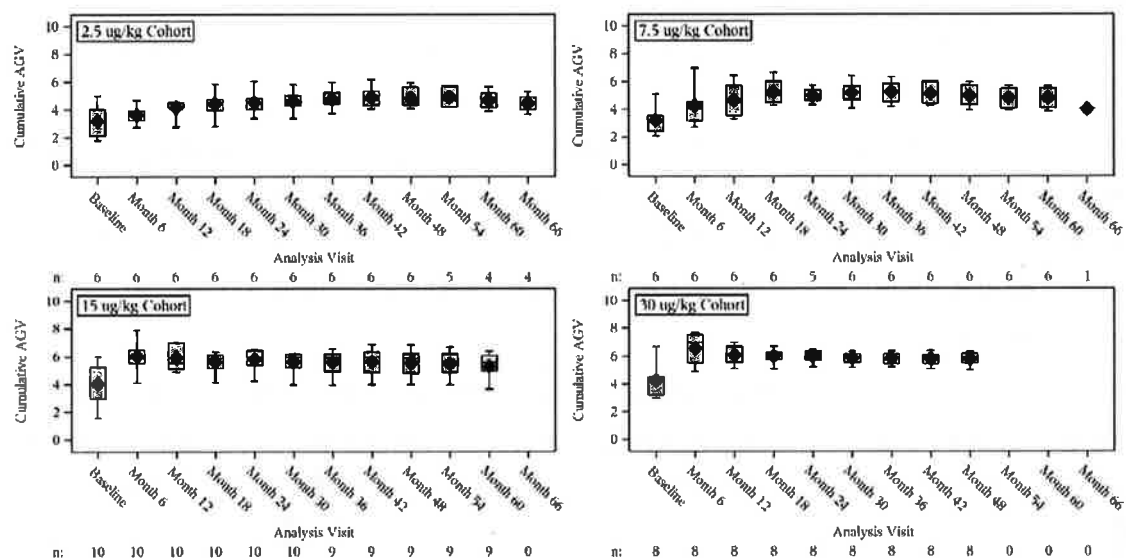 2.5 ug/kg Cohort
Cumulative AGV
10
8
6
4
2
0
Baseline
Month 6
Month 12
Month 18
Month 24
Month 30
Month 36
Month 42
Month 48
Month 54
Month 60
Month 66
Analysis Visit
n: 6 6 6 6 6 6 6 6 6 5 4 4
7.5 ug/kg Cohort
Cumulative AGV
10
8
6
4
2
0
Baseline
Month 6
Month 12
Month 18
Month 24
Month 30
Month 36
Month 42
Month 48
Month 54
Month 60
Month 66
Analysis Visit
n: 6 6 6 6 5 6 6 6 6 6 6 1
15 ug/kg Cohort
Cumulative AGV
10
8
6
4
2
0
Baseline
Month 6
Month 12
Month 18
Month 24
Month 30
Month 36
Month 42
Month 48
Month 54
Month 60
Month 66
Analysis Visit
n: 10 10 10 10 10 10 9 9 9 9 9 0
30 ug/kg Cohort
Cumulative AGV
10
8
6
4
2
0
Baseline
Month 6
Month 12
Month 18
Month 24
Month 30
Month 36
Month 42
Month 48
Month 54
Month 60
Month 66
Analysis Visit
n: 8 8 8 8 8 8 8 8 8 0 0 0